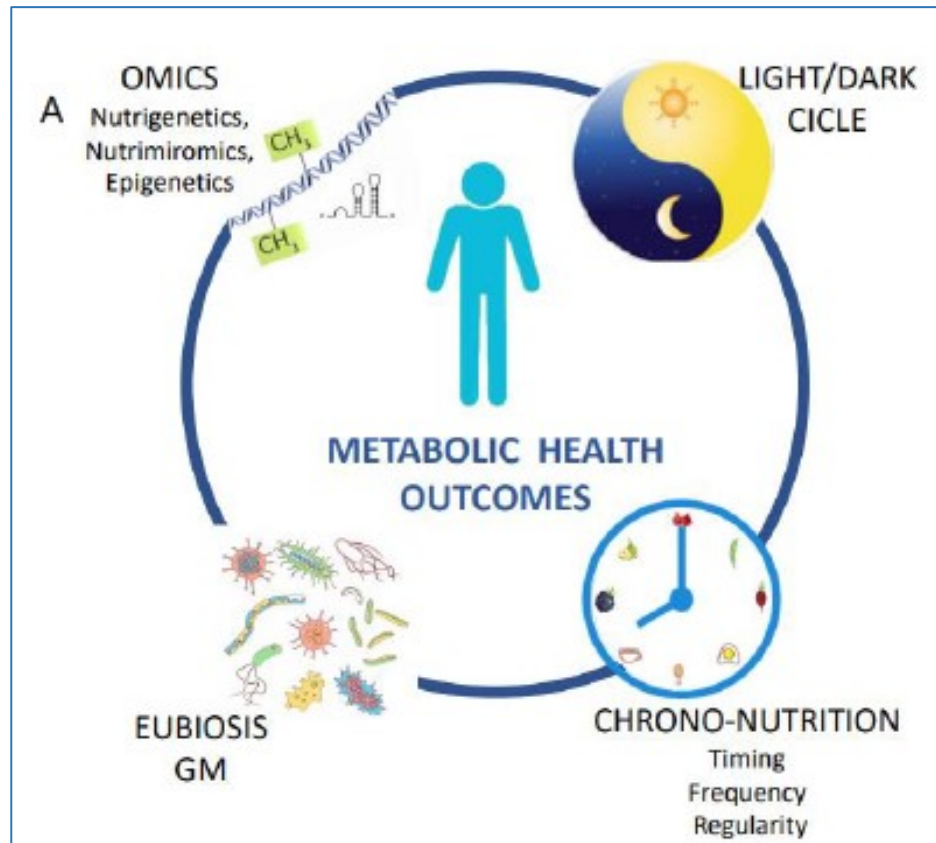 A
OMICS
Nutrigenetics,
Nutrimiromics,
Epigenetics
CH3
CH3
LIGHT/DARK
CICLE
METABOLIC HEALTH
OUTCOMES
EUBIOSIS
GM
CHRONO-NUTRITION
Timing
Frequency
Regularity